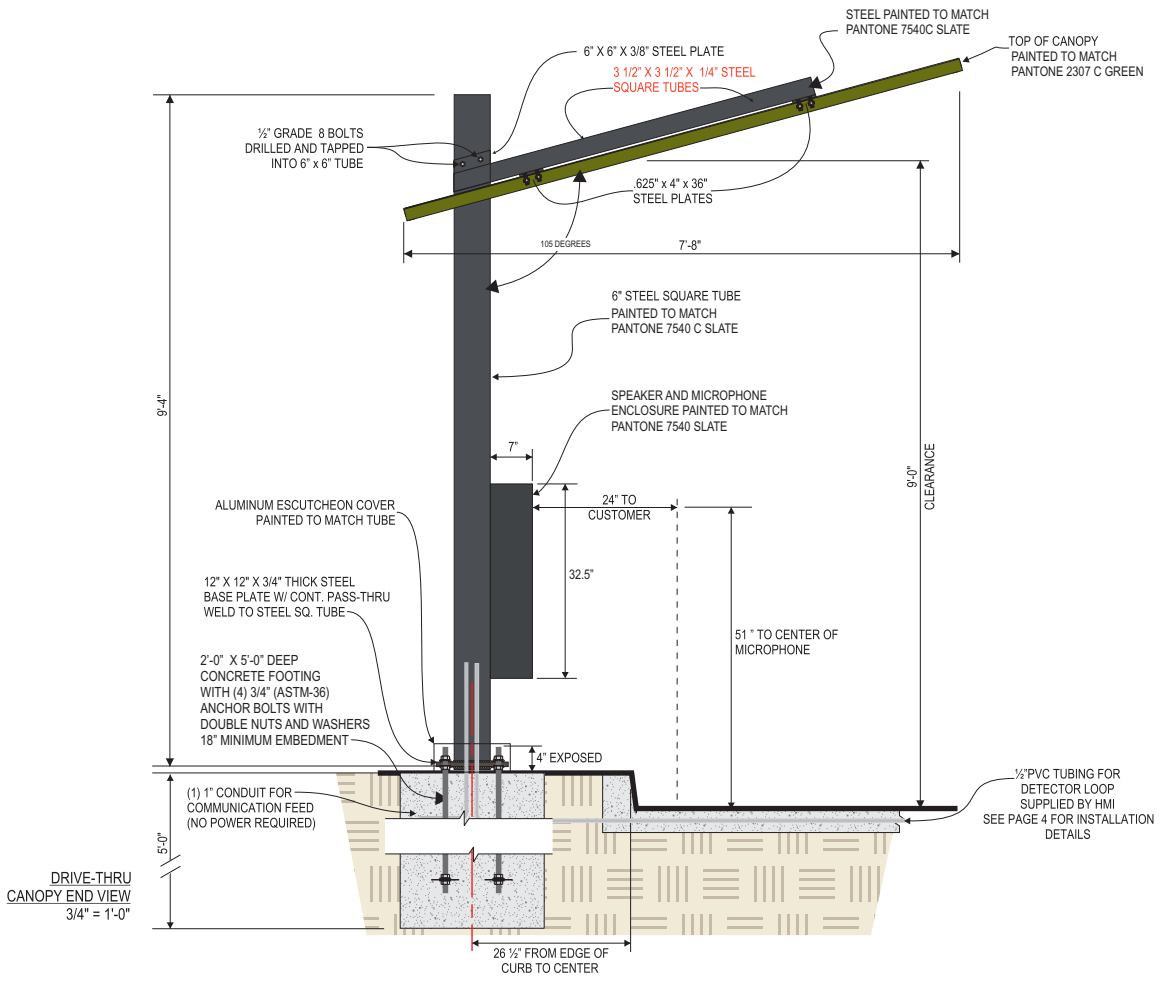 STEEL PAINTED TO MATCH
PANTONE 7540C SLATE
TOP OF CANOPY
PAINTED TO MATCH
PANTONE 2307 C GREEN
6” X 6” X 3/8” STEEL PLATE
3 1/2” X 3 1/2” X 1/4” STEEL
SQUARE TUBES
½” GRADE 8 BOLTS
DRILLED AND TAPPED
INTO 6” x 6” TUBE
.625" x 4" x 36"
STEEL PLATES
105 DEGREES
7’-8"
6" STEEL SQUARE TUBE
PAINTED TO MATCH
PANTONE 7540 C SLATE
9’-4”
SPEAKER AND MICROPHONE
ENCLOSURE PAINTED TO MATCH
PANTONE 7540 SLATE
7”
9’-0”
CLEARANCE
ALUMINUM ESCUTCHEON COVER
PAINTED TO MATCH TUBE
24” TO
CUSTOMER
32.5”
12" X 12" X 3/4" THICK STEEL
BASE PLATE W/ CONT. PASS-THRU
WELD TO STEEL SQ. TUBE
51 ” TO CENTER OF
MICROPHONE
2’-0” X 5’-0” DEEP
CONCRETE FOOTING
WITH (4) 3/4” (ASTM-36)
ANCHOR BOLTS WITH
DOUBLE NUTS AND WASHERS
18” MINIMUM EMBEDMENT
4” EXPOSED
(1) 1” CONDUIT FOR
COMMUNICATION FEED
(NO POWER REQUIRED)
½”PVC TUBING FOR
DETECTOR LOOP
SUPPLIED BY HMI
SEE PAGE 4 FOR INSTALLATION
DETAILS
5’-0”
DRIVE-THRU
CANOPY END VIEW
3/4" = 1'-0"
26 ½” FROM EDGE OF
CURB TO CENTER